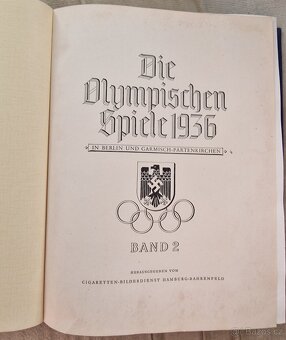 Die
Olympischen
Spiele 1936
IN BERLIN UND GARMISCH-PARTENKIRCHEN
BAND 2
HERAUSGEGEBEN VOM
CIGARETTEN-BILDERDIENST HAMBURG-BAHRENFELD